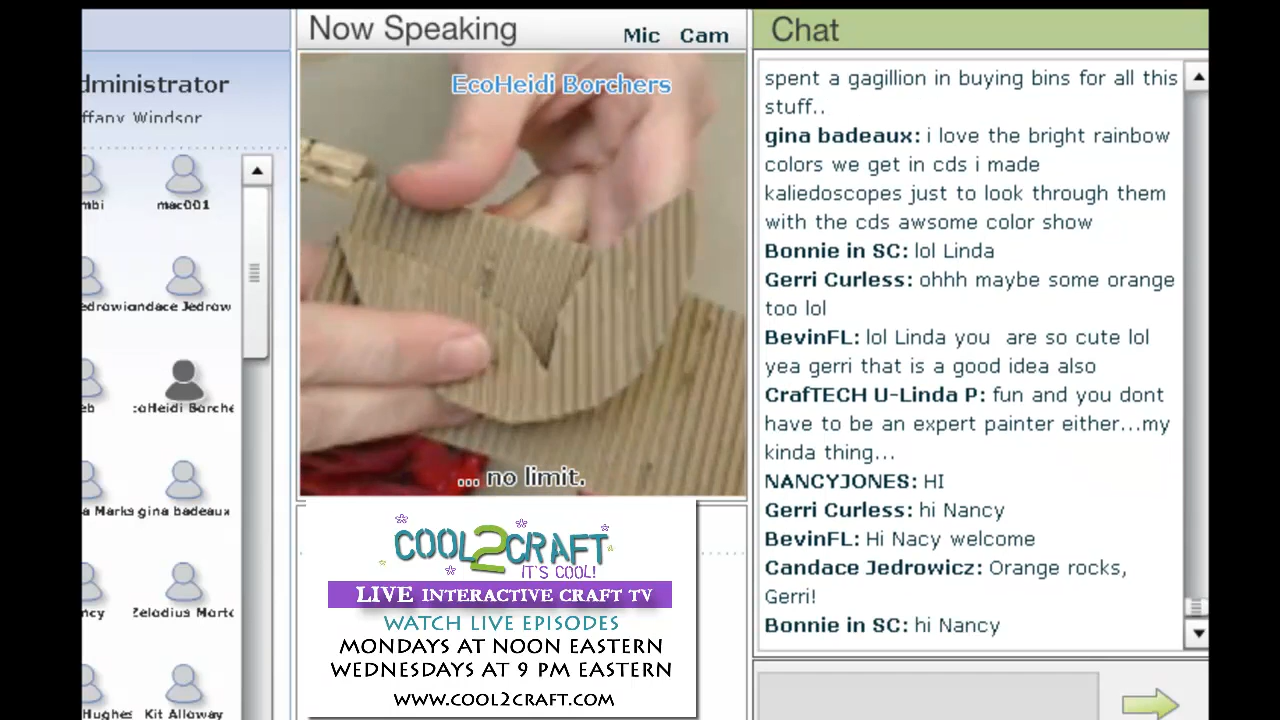 dministrator
ffany Windsor
mbi
mac001
edrowi
andace Jedrow
eb
coHeidi Borche
a Marks
gina badeaux
ncy
Zeladius Marte
Hughes
Kit Allaway
Now Speaking
Mic Cam
EcoHeidi Borchers
... no limit.
COOL2CRAFT
IT'S COOL!
LIVE INTERACTIVE CRAFT TV
WATCH LIVE EPISODES
MONDAYS AT NOON EASTERN
WEDNESDAYS AT 9 PM EASTERN
WWW.COOL2CRAFT.COM
Chat
spent a gagillion in buying bins for all this
stuff..
gina badeaux: i love the bright rainbow
colors we get in cds i made
kaliedoscopes just to look through them
with the cds awsome color show
Bonnie in SC: lol Linda
Gerri Curless: ohhh maybe some orange
too lol
BevinFL: lol Linda you are so cute lol
yea gerri that is a good idea also
CrafTECH U-Linda P: fun and you dont
have to be an expert painter either...my
kinda thing...
NANCYJONES: HI
Gerri Curless: hi Nancy
BevinFL: Hi Nacy welcome
Candace Jedrowicz: Orange rocks,
Gerri!
Bonnie in SC: hi Nancy